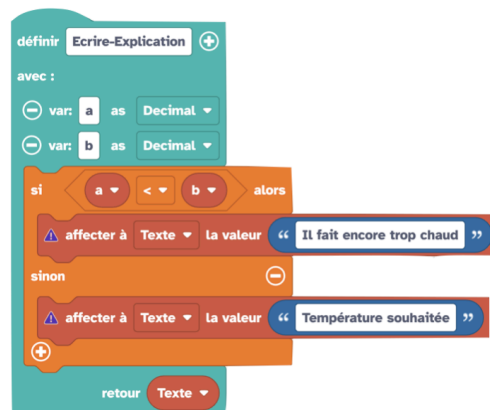 définir Ecrire-Explication
avec :
var: a as Decimal
var: b as Decimal
si a < b alors
affecter à Texte la valeur “ Il fait encore trop chaud ”
sinon
affecter à Texte la valeur “ Température souhaitée ”
retour Texte